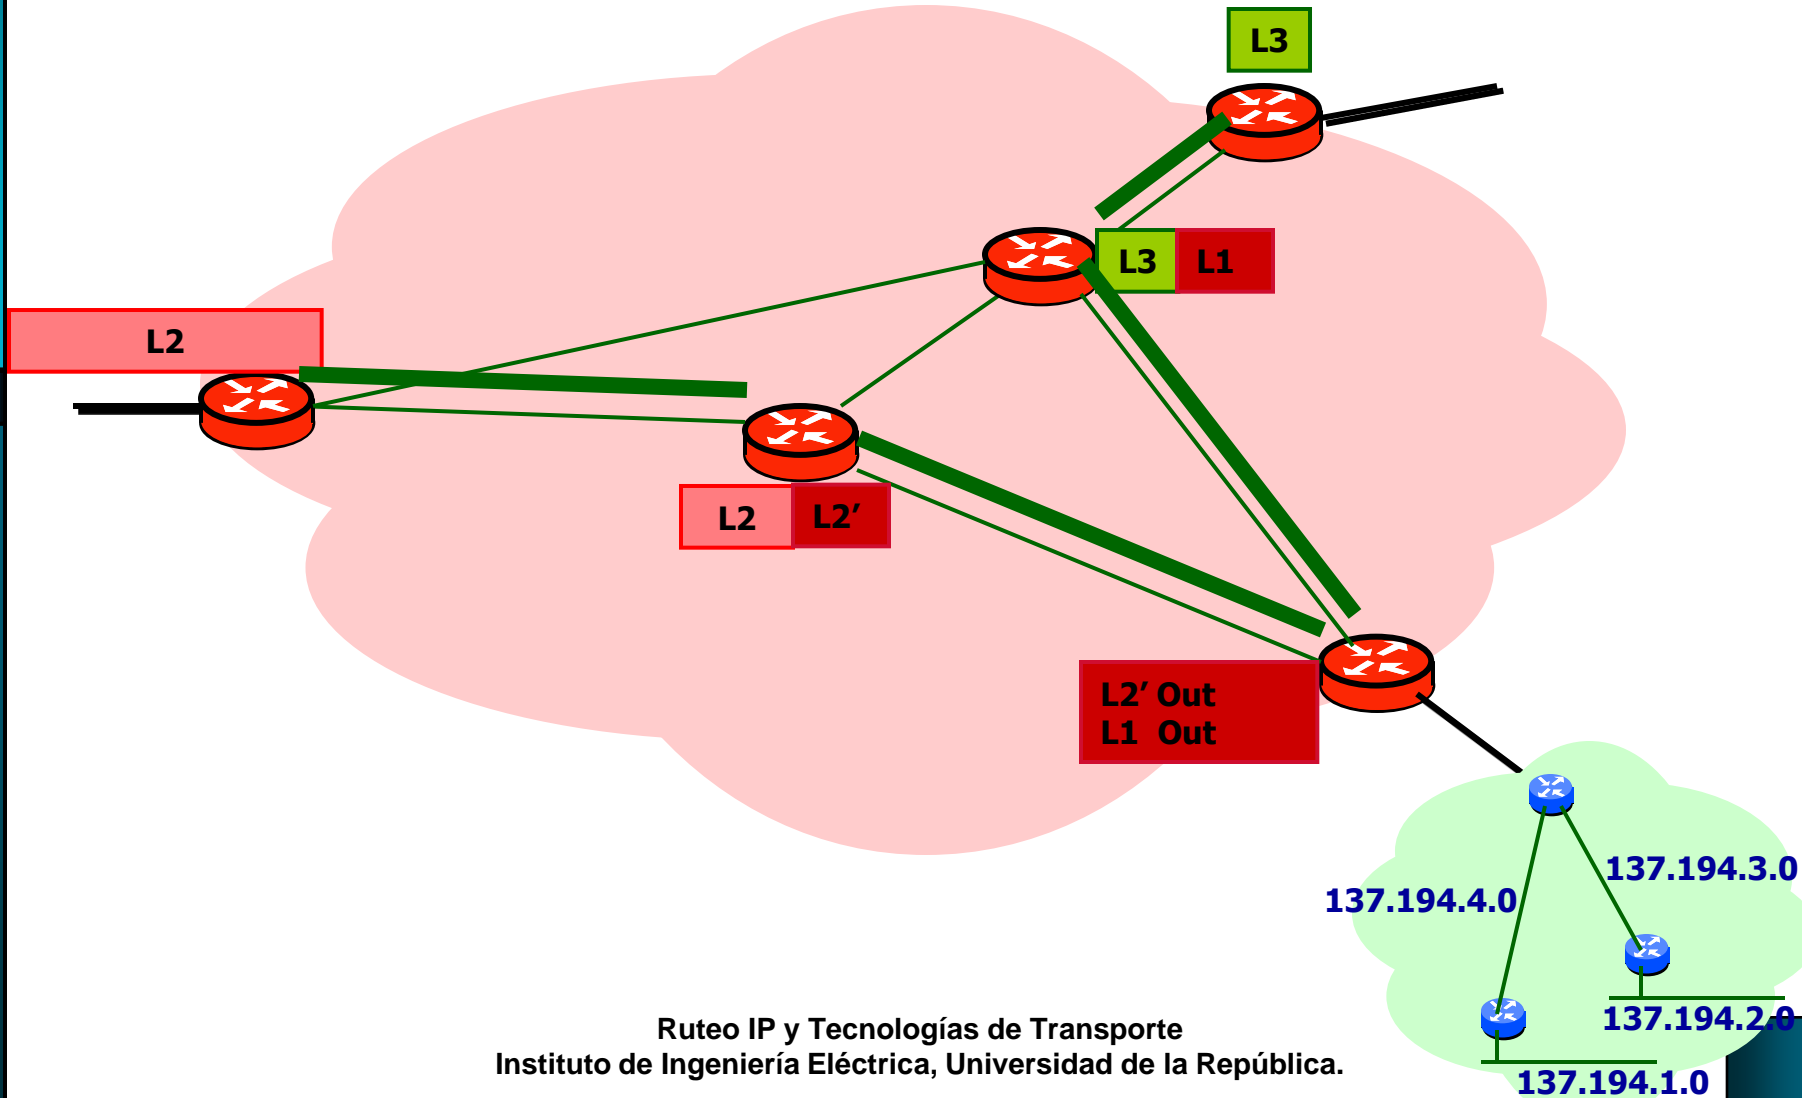 L3
L3 L1
L2
L2 L2’
L2’ Out
L1 Out
137.194.3.0
137.194.4.0
137.194.2.0
137.194.1.0
Ruteo IP y Tecnologías de Transporte
Instituto de Ingeniería Eléctrica, Universidad de la República.